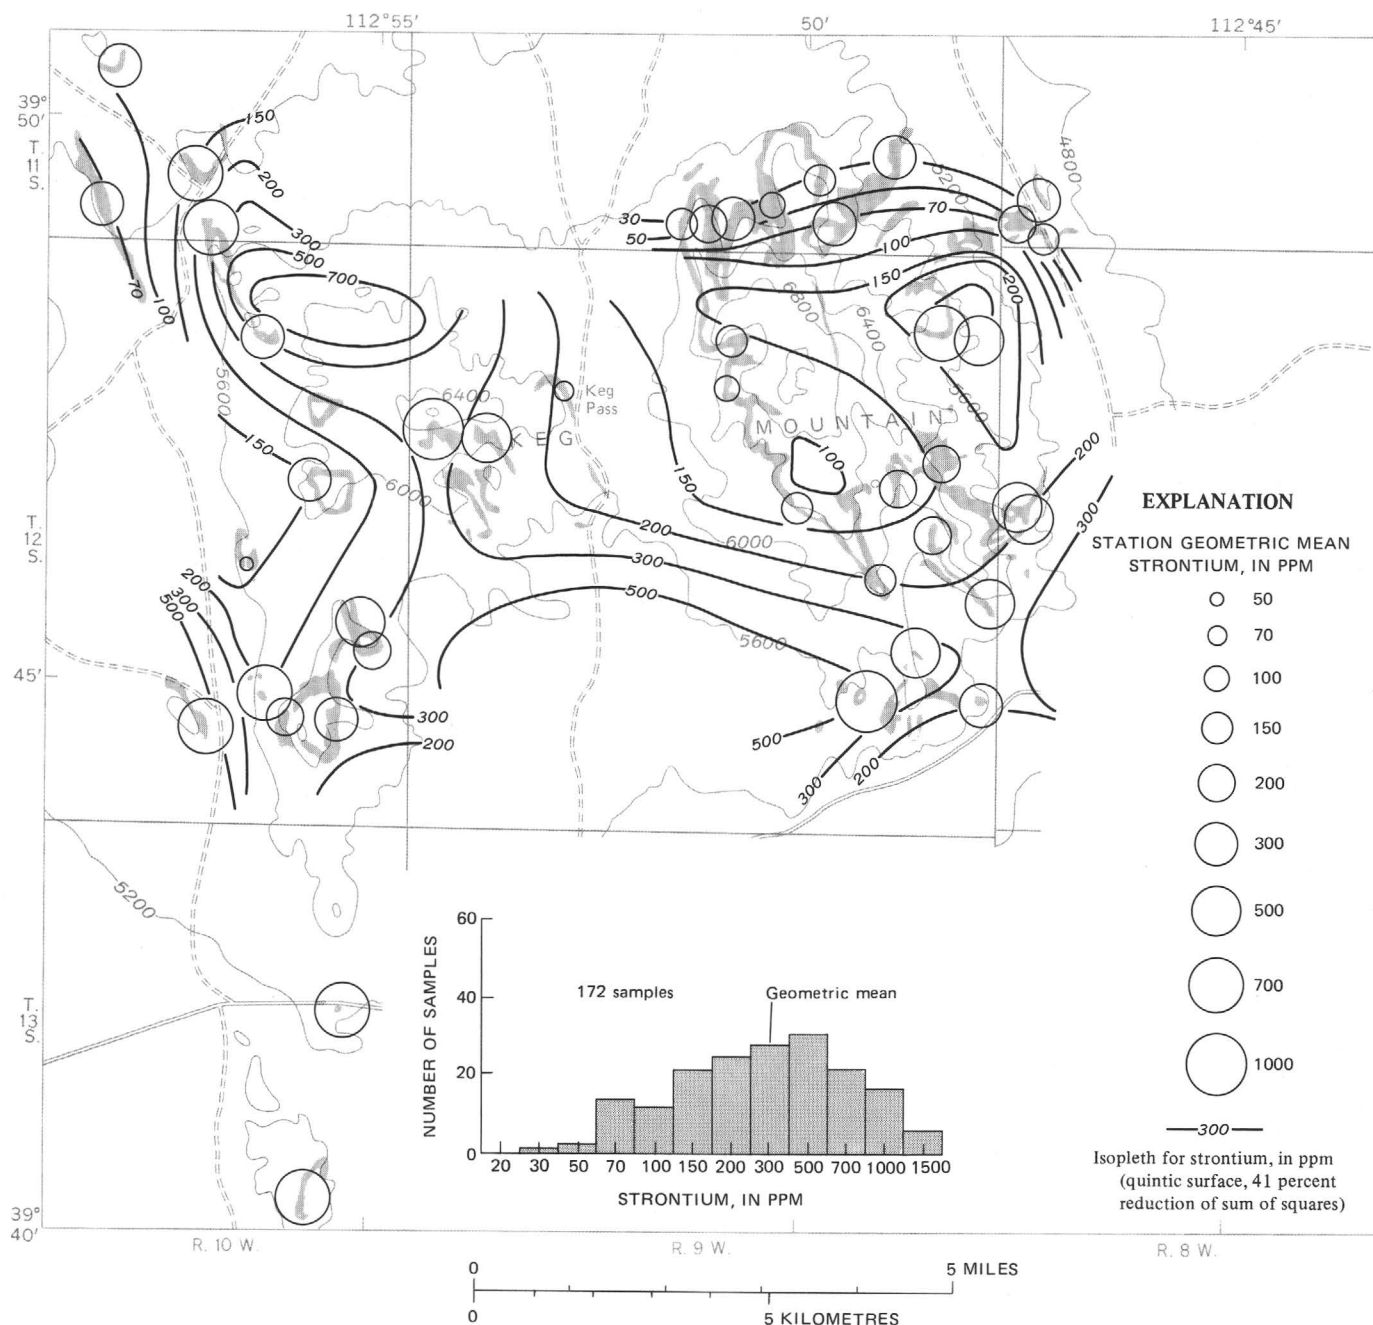 112°55′ 50′ 112°45′
39°
50′
T.
11
S.
150
200
300
500
700
70
100
4800
5200
30
50
70
100
150
200
6800
6400
5600
6400
Keg
Pass
KEG
MOUNTAIN
5600
150
6000
150
100
200
300
200
6000
300
500
5600
T.
12
S.
200
300
500
45′
300
200
500
300
200
5200
T.
13
S.
39°
40′
R. 10 W. R. 9 W. R. 8 W.
EXPLANATION
STATION GEOMETRIC MEAN
STRONTIUM, IN PPM
50
70
100
150
200
300
500
700
1000
300
Isopleth for strontium, in ppm
(quintic surface, 41 percent
reduction of sum of squares)
NUMBER OF SAMPLES
60
40
20
0
172 samples Geometric mean
20 30 50 70 100 150 200 300 500 700 1000 1500
STRONTIUM, IN PPM
0 5 MILES
0 5 KILOMETRES